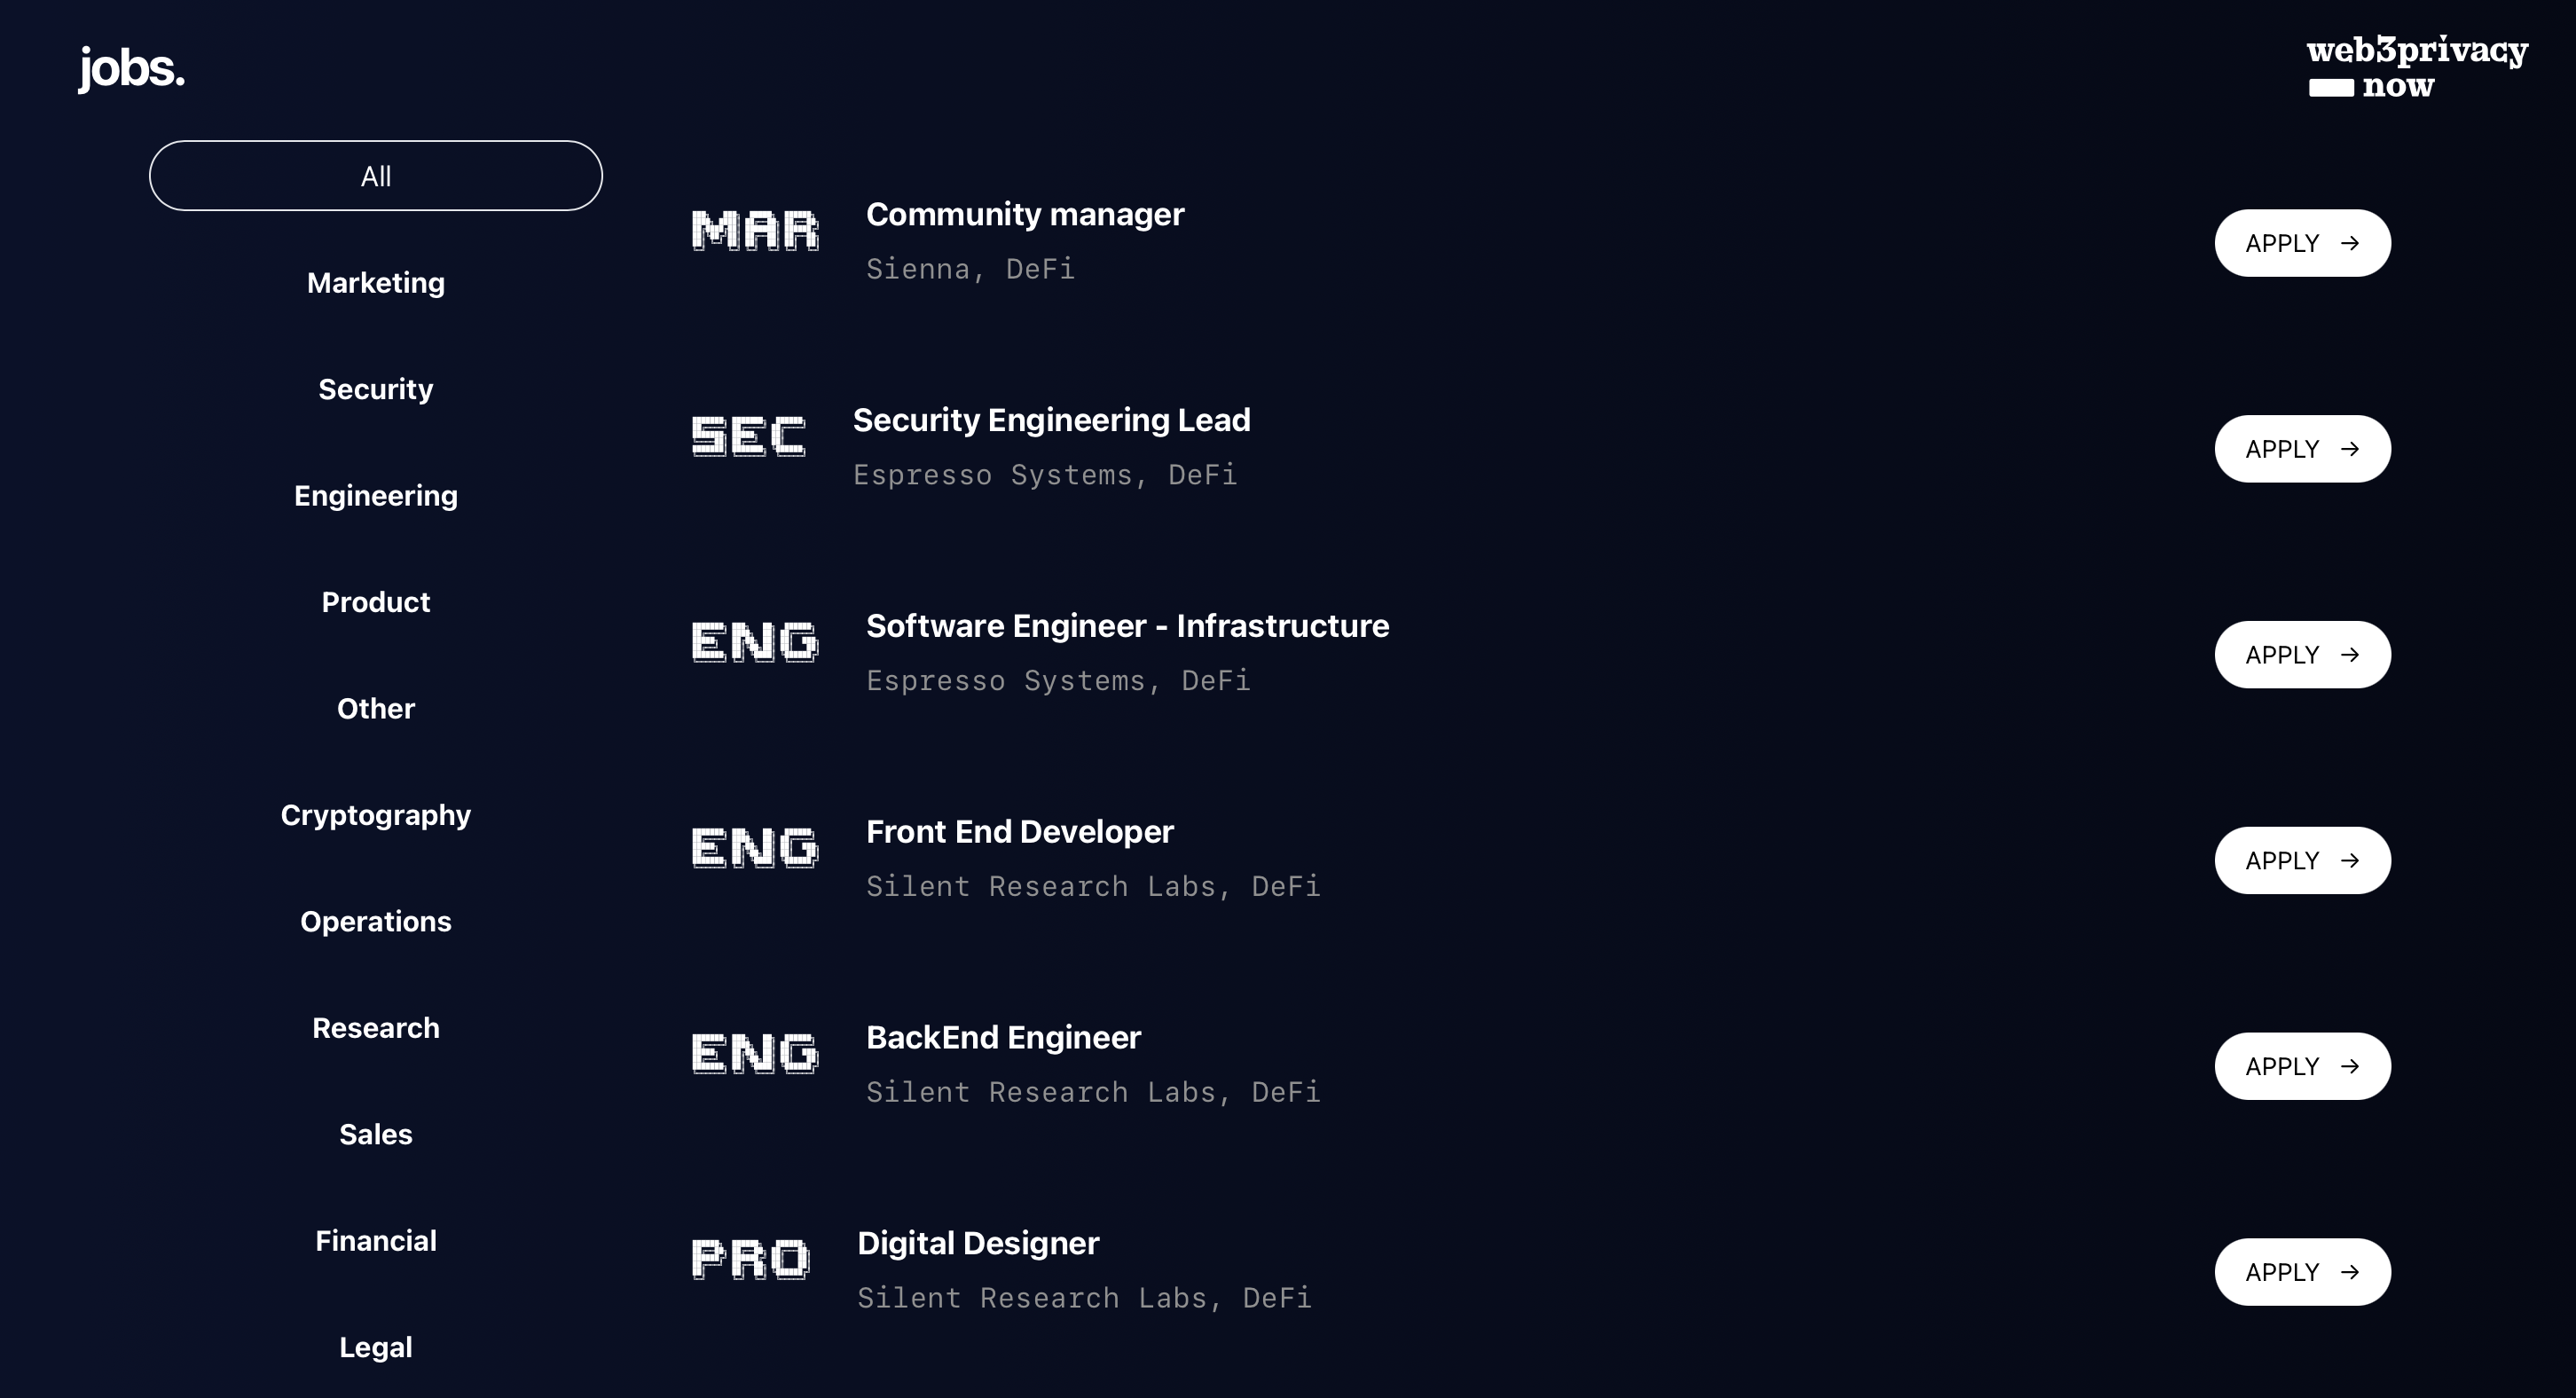 jobs.
web3privacy
now
All
Marketing
Security
Engineering
Product
Other
Cryptography
Operations
Research
Sales
Financial
Legal
MAR
Community manager
Sienna, DeFi
APPLY →
SEC
Security Engineering Lead
Espresso Systems, DeFi
APPLY →
ENG
Software Engineer - Infrastructure
Espresso Systems, DeFi
APPLY →
ENG
Front End Developer
Silent Research Labs, DeFi
APPLY →
ENG
BackEnd Engineer
Silent Research Labs, DeFi
APPLY →
PRO
Digital Designer
Silent Research Labs, DeFi
APPLY →